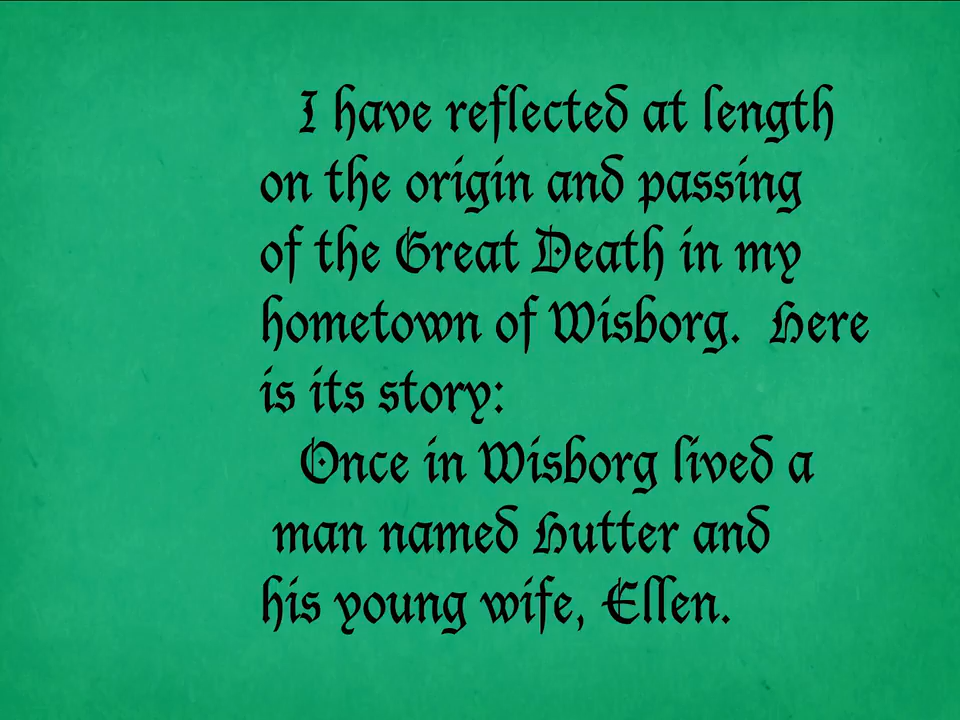 I have reflected at length
on the origin and passing
of the Great Death in my
hometown of Wisborg. Here
is its story:
Once in Wisborg lived a
man named Hutter and
his young wife, Ellen.